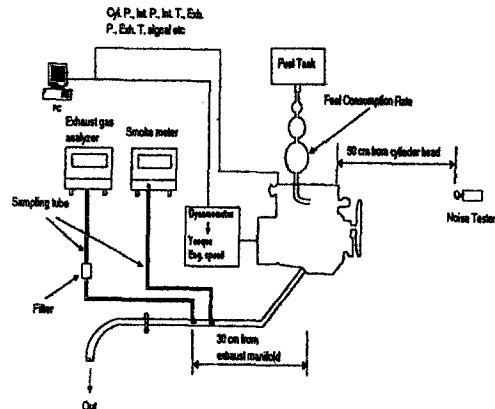 Cyl. P., Int. P., Int. T., Exh.
P., Exh. T. signal etc
Fuel Tank
PC
Fuel Consumption Rate
Exhaust gas
analyzer
Smoke meter
50 cm from cylinder head
Noise Tester
Sampling tube
Dynamometer
Torque
Eng. speed
Filter
30 cm from
exhaust manifold
Out